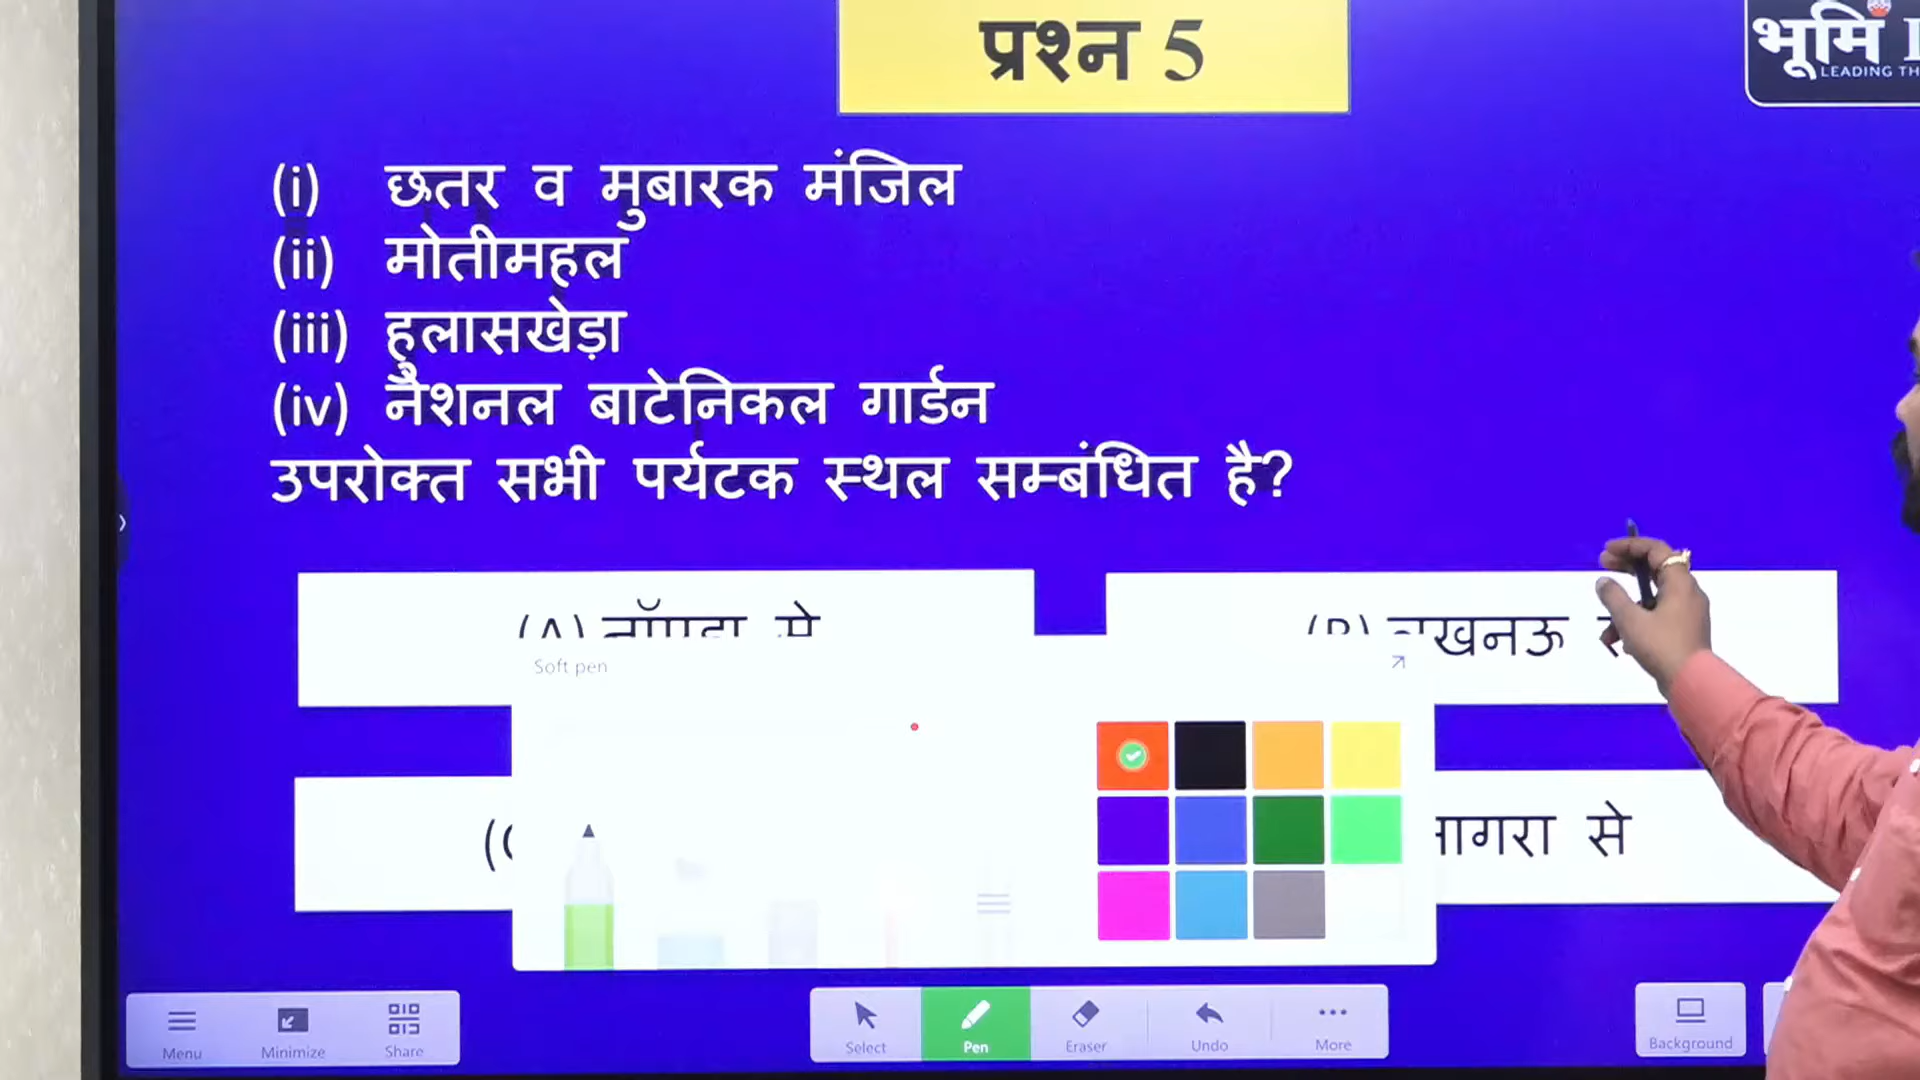 प्रश्न 5
भूमि
LEADING TH
(i) छतर व मुबारक मंजिल
(ii) मोतीमहल
(iii) हुलासखेड़ा
(iv) नैशनल बाटेनिकल गार्डन
उपरोक्त सभी पर्यटक स्थल सम्बंधित है?
(A) से
(B) लखनऊ
Soft pen
आगरा से
Menu Minimize Share Select Pen Eraser Undo More Background